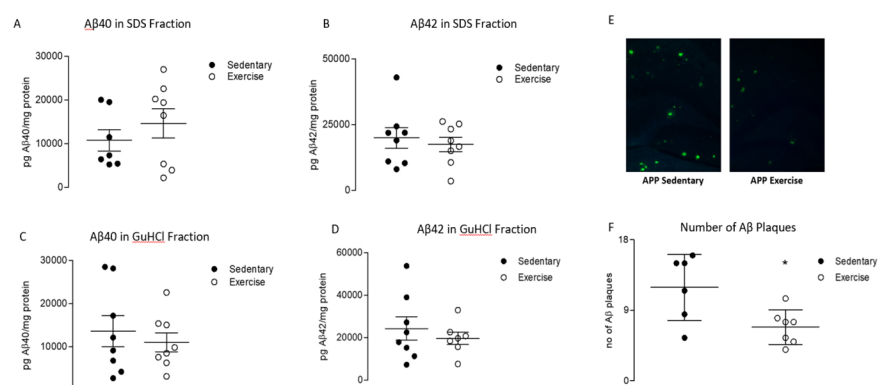 A
Aβ40 in SDS Fraction
30000
20000
10000
0
pg Aβ40/mg protein
Sedentary
Exercise
B
Aβ42 in SDS Fraction
50000
25000
0
pg Aβ42/mg protein
Sedentary
Exercise
E
APP Sedentary
APP Exercise
C
Aβ40 in GuHCl Fraction
30000
20000
10000
pg Aβ40/mg protein
Sedentary
Exercise
D
Aβ42 in GuHCl Fraction
60000
40000
20000
0
pg Aβ42/mg protein
Sedentary
Exercise
F
Number of Aβ Plaques
18
9
0
no of Aβ plaques
*
Sedentary
Exercise